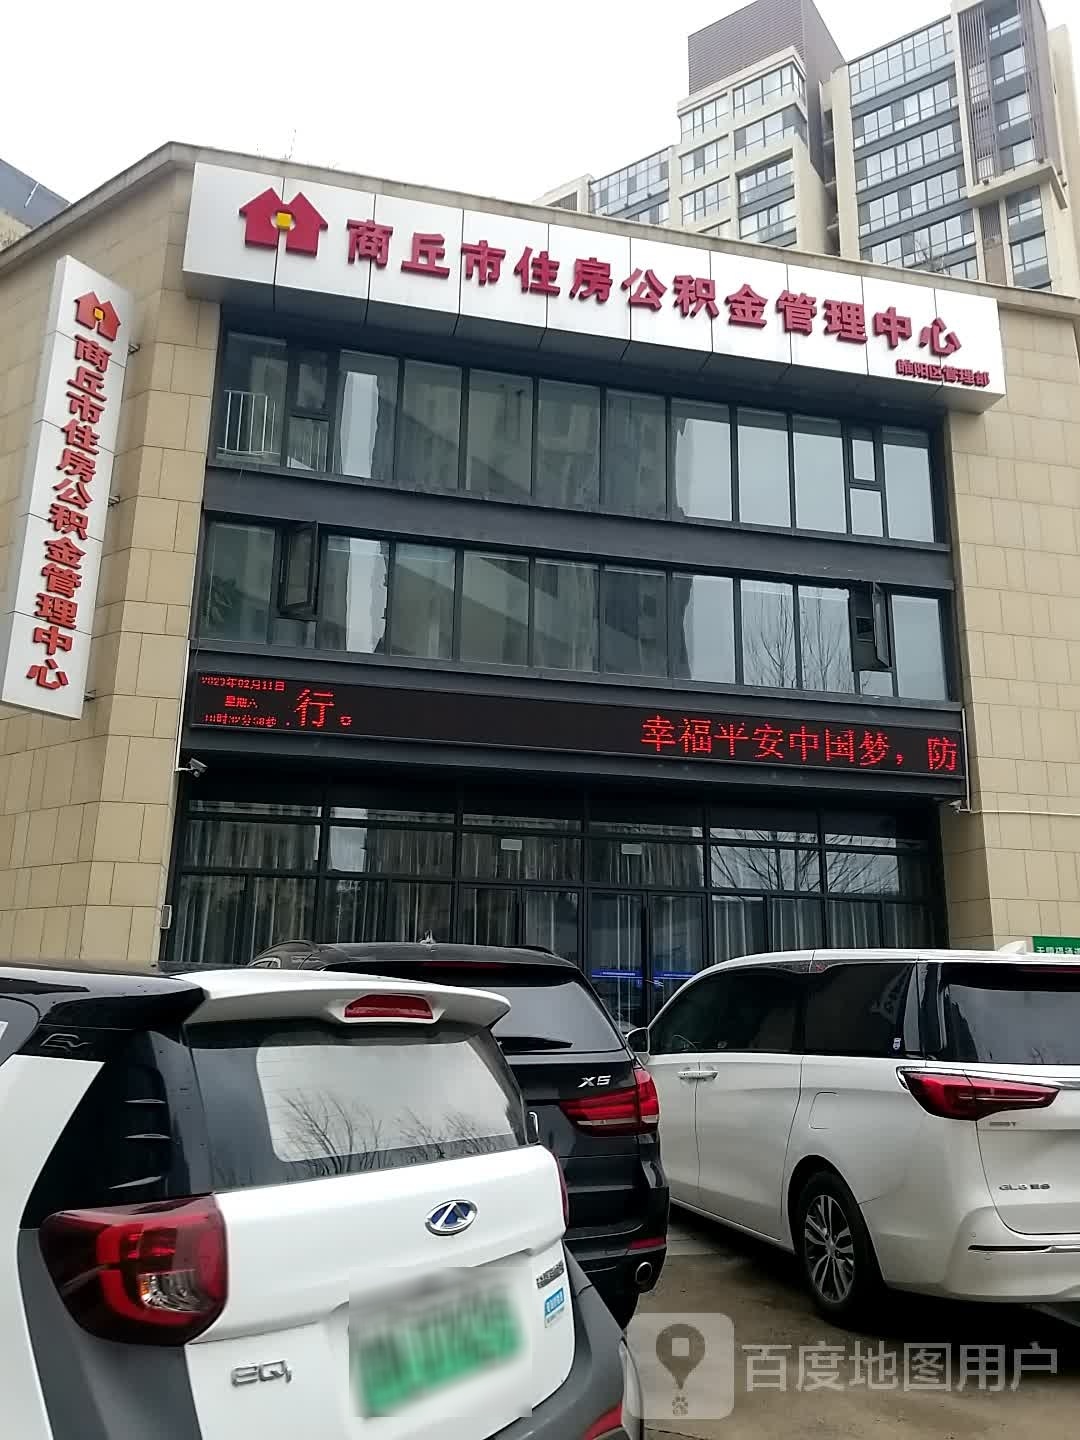 商丘市住房公积金管理中心
睢阳区管理部
商丘市住房公积金管理中心
2023年02月11日
星期六
行。
幸福平安中国梦，防
X5
GL8 ES
EQ1
百度地图用户